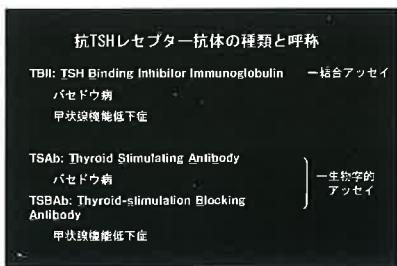 抗TSHレセプター抗体の種類と呼称
TBII: TSH Binding Inhibitor Immunoglobulin ー結合アッセイ
バセドウ病
甲状腺機能低下症
TSAb: Thyroid Stimulating Antibody
バセドウ病
ー生物学的
アッセイ
TSBAb: Thyroid-stimulation Blocking
Antibody
甲状腺機能低下症